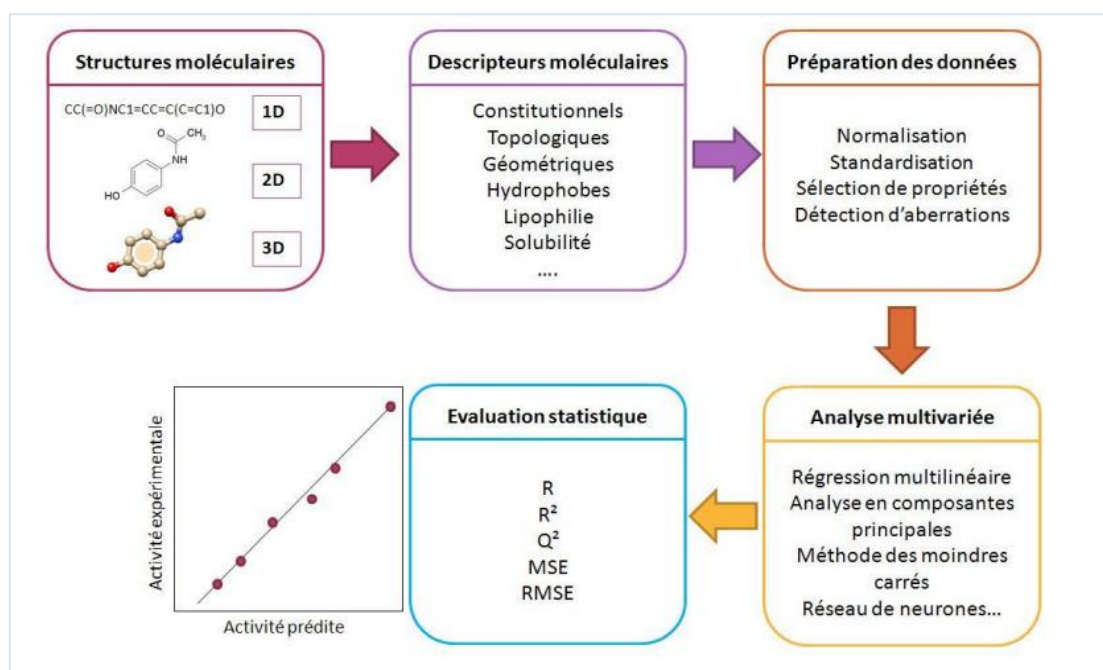 Structures moléculaires
CC(=O)NC1=CC=C(C=C1)O
1D
O
CH₃
NH
HO
2D
3D
Descripteurs moléculaires
Constitutionnels
Topologiques
Géométriques
Hydrophobes
Lipophilie
Solubilité
....
Préparation des données
Normalisation
Standardisation
Sélection de propriétés
Détection d'aberrations
Analyse multivariée
Régression multilinéaire
Analyse en composantes
principales
Méthode des moindres
carrés
Réseau de neurones...
Evaluation statistique
R
R²
Q²
MSE
RMSE
Activité expérimentale
Activité prédite